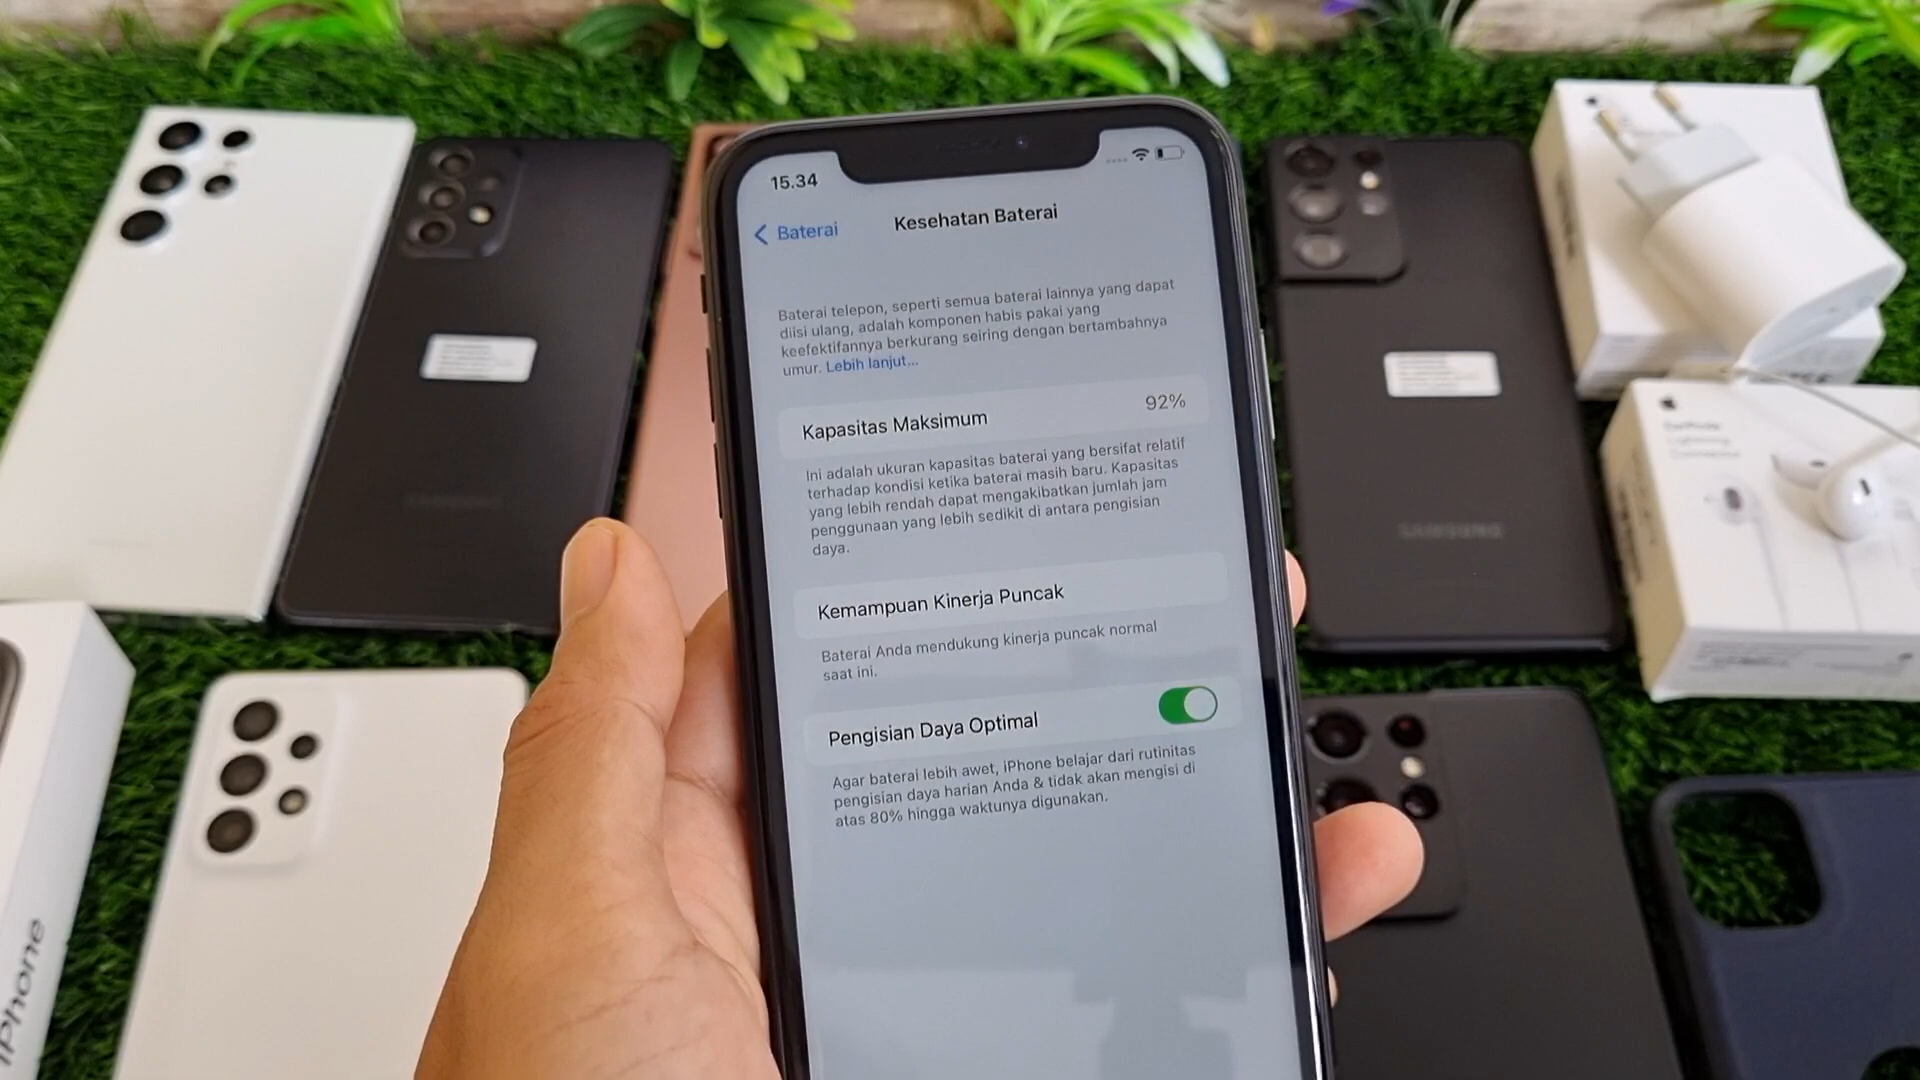 15.34
Baterai
Kesehatan Baterai
Baterai telepon, seperti semua baterai lainnya yang dapat
diisi ulang, adalah komponen habis pakai yang
keefektifannya berkurang seiring dengan bertambahnya
umur. Lebih lanjut...
Kapasitas Maksimum 92%
Ini adalah ukuran kapasitas baterai yang bersifat relatif
terhadap kondisi ketika baterai masih baru. Kapasitas
yang lebih rendah dapat mengakibatkan jumlah jam
penggunaan yang lebih sedikit di antara pengisian
daya.
Kemampuan Kinerja Puncak
Baterai Anda mendukung kinerja puncak normal
saat ini.
Pengisian Daya Optimal
Agar baterai lebih awet, iPhone belajar dari rutinitas
pengisian daya harian Anda & tidak akan mengisi di
atas 80% hingga waktunya digunakan.
SAMSUNG
EarPods
iPhone